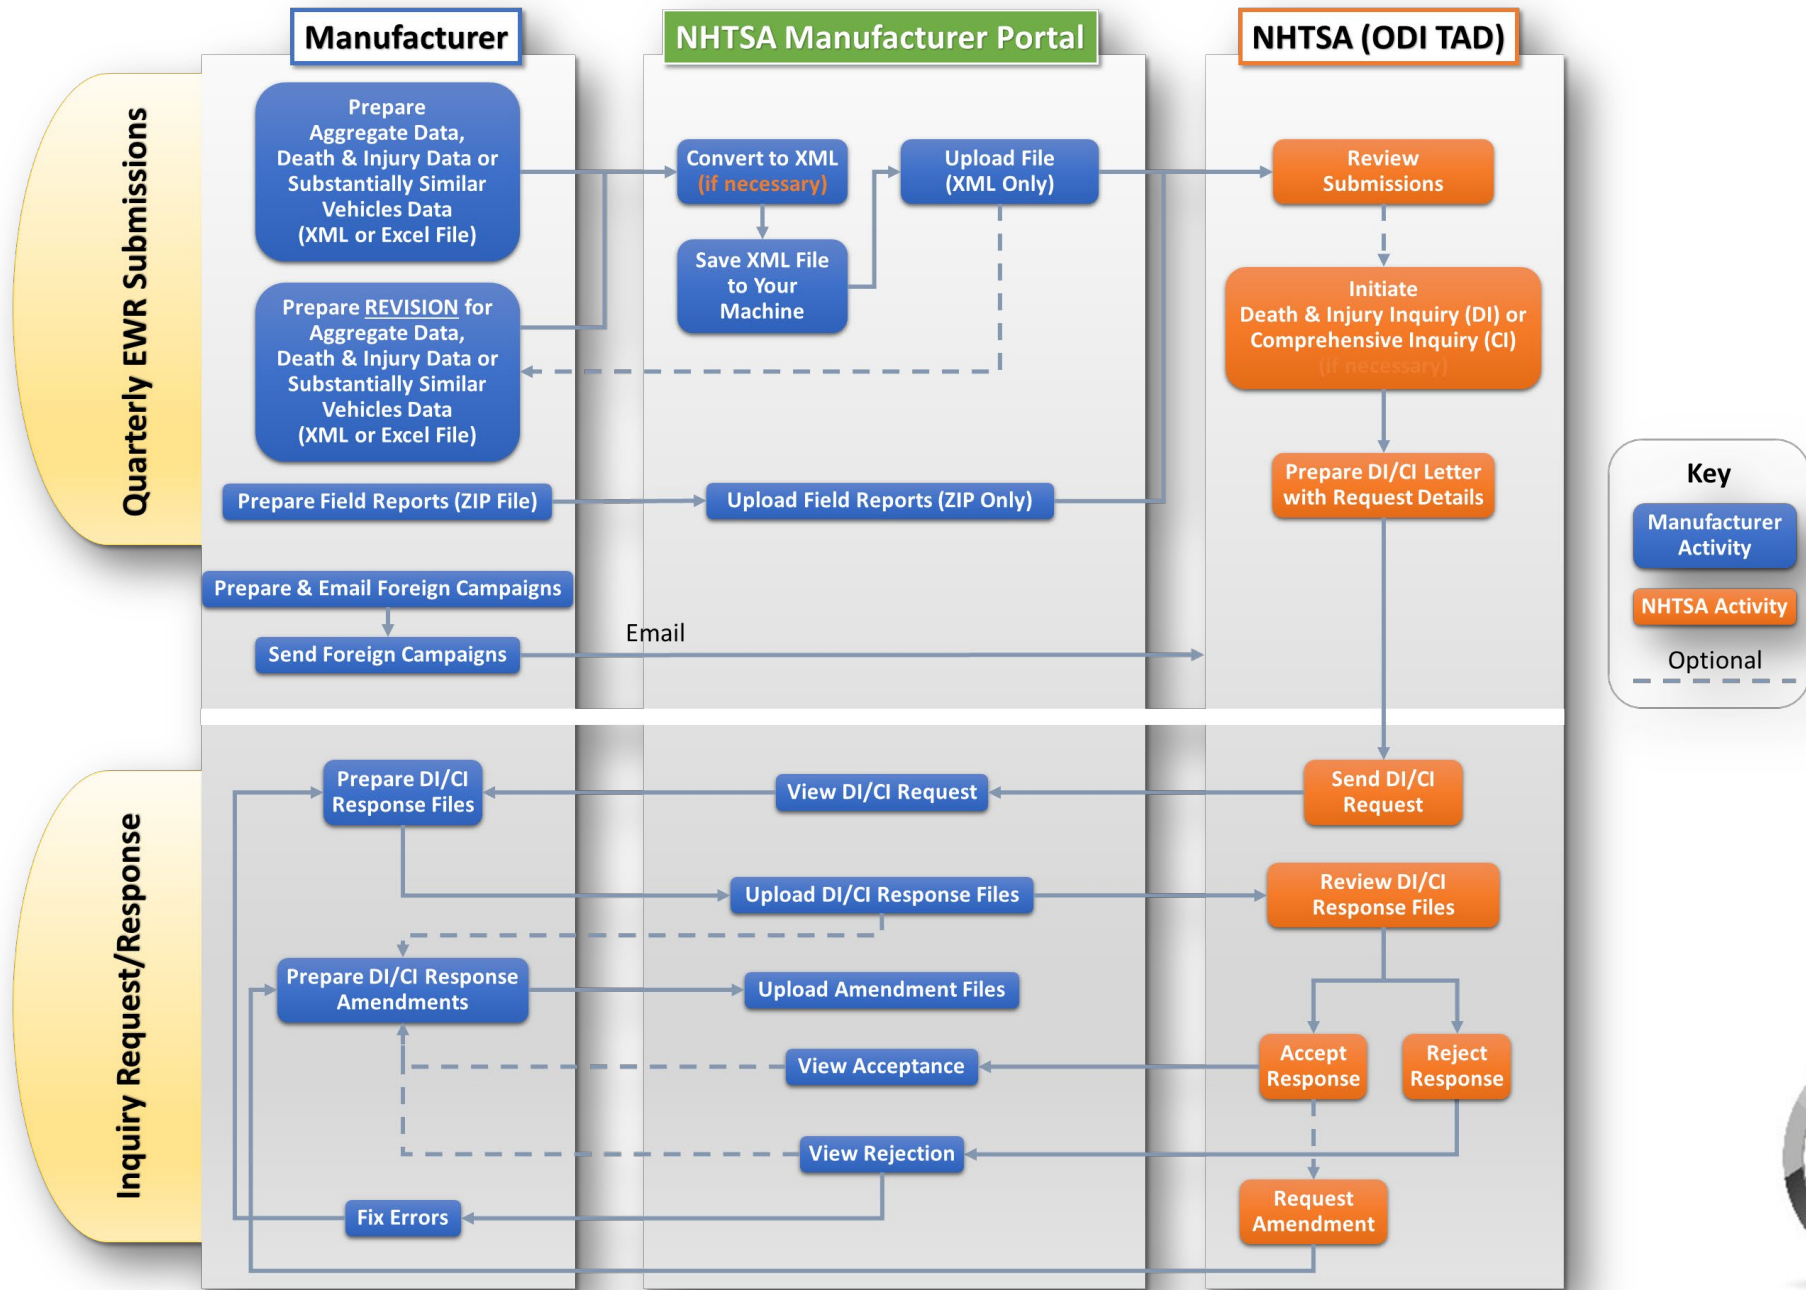 Manufacturer
NHTSA Manufacturer Portal
NHTSA (ODI TAD)
Quarterly EWR Submissions
Prepare
Aggregate Data,
Death & Injury Data or
Substantially Similar
Vehicles Data
(XML or Excel File)
Convert to XML
(if necessary)
Upload File
(XML Only)
Review
Submissions
Save XML File
to Your
Machine
Prepare REVISION for
Aggregate Data,
Death & Injury Data or
Substantially Similar
Vehicles Data
(XML or Excel File)
Initiate
Death & Injury Inquiry (DI) or
Comprehensive Inquiry (CI)
(if necessary)
Prepare Field Reports (ZIP File)
Upload Field Reports (ZIP Only)
Prepare DI/CI Letter
with Request Details
Prepare & Email Foreign Campaigns
Send Foreign Campaigns
Email
Key
Manufacturer
Activity
NHTSA Activity
Optional
Inquiry Request/Response
Prepare DI/CI
Response Files
View DI/CI Request
Send DI/CI
Request
Upload DI/CI Response Files
Review DI/CI
Response Files
Prepare DI/CI Response
Amendments
Upload Amendment Files
View Acceptance
Accept
Response
Reject
Response
View Rejection
Fix Errors
Request
Amendment